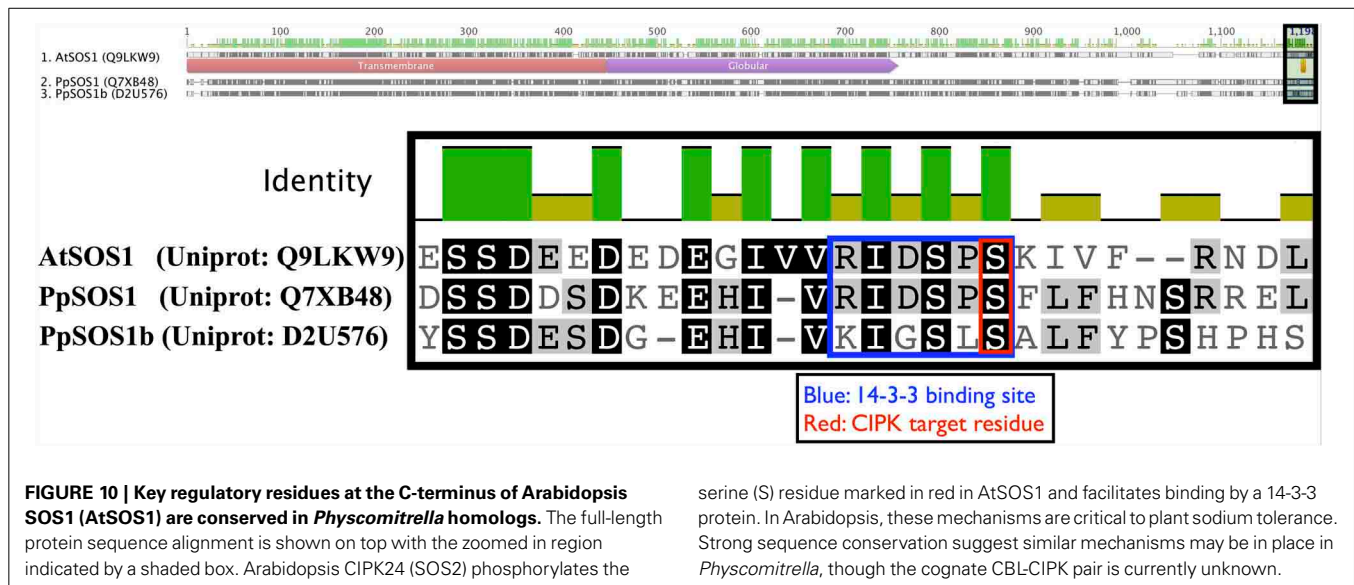 1 100 200 300 400 500 600 700 800 900 1,000 1,100 1,198
1. AtSOS1 (Q9LKW9)
Transmembrane Globular
2. PpSOS1 (Q7XB48)
3. PpSOS1b (D2U576)
Identity
AtSOS1 (Uniprot: Q9LKW9) ESSDEEDEDEGIVVRIDSPSKIVF--RNDL
PpSOS1 (Uniprot: Q7XB48) DSSDDSDKEEHI-VRIDSPSFLFHNSRREL
PpSOS1b (Uniprot: D2U576) YSSDESDG-EHI-VKIGSLSALFYPSHPHS
Blue: 14-3-3 binding site
Red: CIPK target residue
FIGURE 10 | Key regulatory residues at the C-terminus of Arabidopsis
SOS1 (AtSOS1) are conserved in Physcomitrella homologs. The full-length
protein sequence alignment is shown on top with the zoomed in region
indicated by a shaded box. Arabidopsis CIPK24 (SOS2) phosphorylates the
serine (S) residue marked in red in AtSOS1 and facilitates binding by a 14-3-3
protein. In Arabidopsis, these mechanisms are critical to plant sodium tolerance.
Strong sequence conservation suggest similar mechanisms may be in place in
Physcomitrella, though the cognate CBL-CIPK pair is currently unknown.